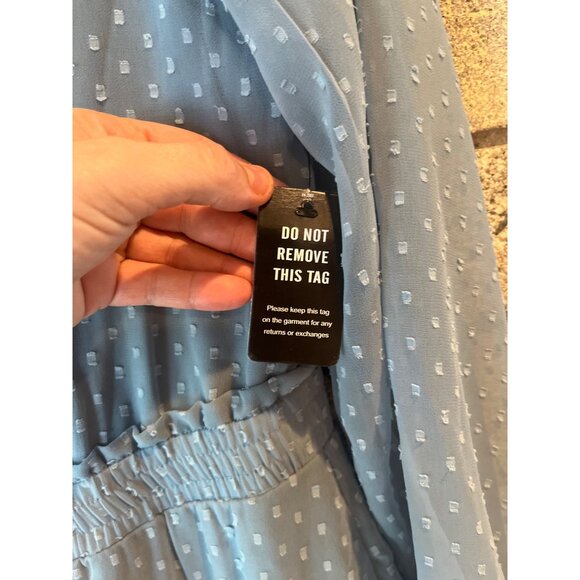 DO NOT
REMOVE
THIS TAG
Please keep this tag
on the garment for any
returns or exchanges